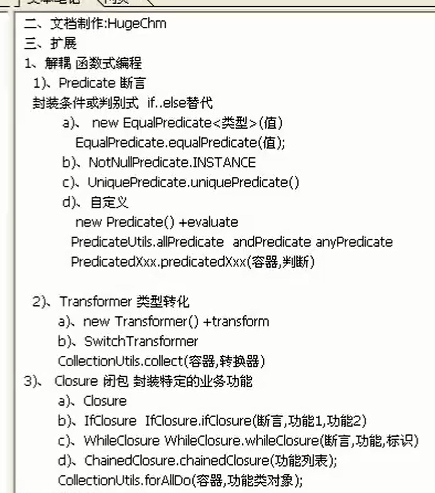 二、文档制作:HugeChm
三、扩展
1、解耦 函数式编程
1)、Predicate 断言
封装条件或判别式 if..else替代
a)、 new EqualPredicate<类型>(值)
EqualPredicate.equalPredicate(值);
b)、NotNullPredicate.INSTANCE
c)、UniquePredicate.uniquePredicate()
d)、自定义
new Predicate() +evaluate
PredicateUtils.allPredicate andPredicate anyPredicate
PredicatedXxx.predicatedXxx(容器,判断)
2)、Transformer 类型转化
a)、new Transformer() +transform
b)、SwitchTransformer
CollectionUtils.collect(容器,转换器)
3)、 Closure 闭包 封装特定的业务功能
a)、Closure
b)、IfClosure IfClosure.ifClosure(断言,功能1,功能2)
c)、WhileClosure WhileClosure.whileClosure(断言,功能,标识)
d)、ChainedClosure.chainedClosure(功能列表);
CollectionUtils.forAllDo(容器,功能类对象);